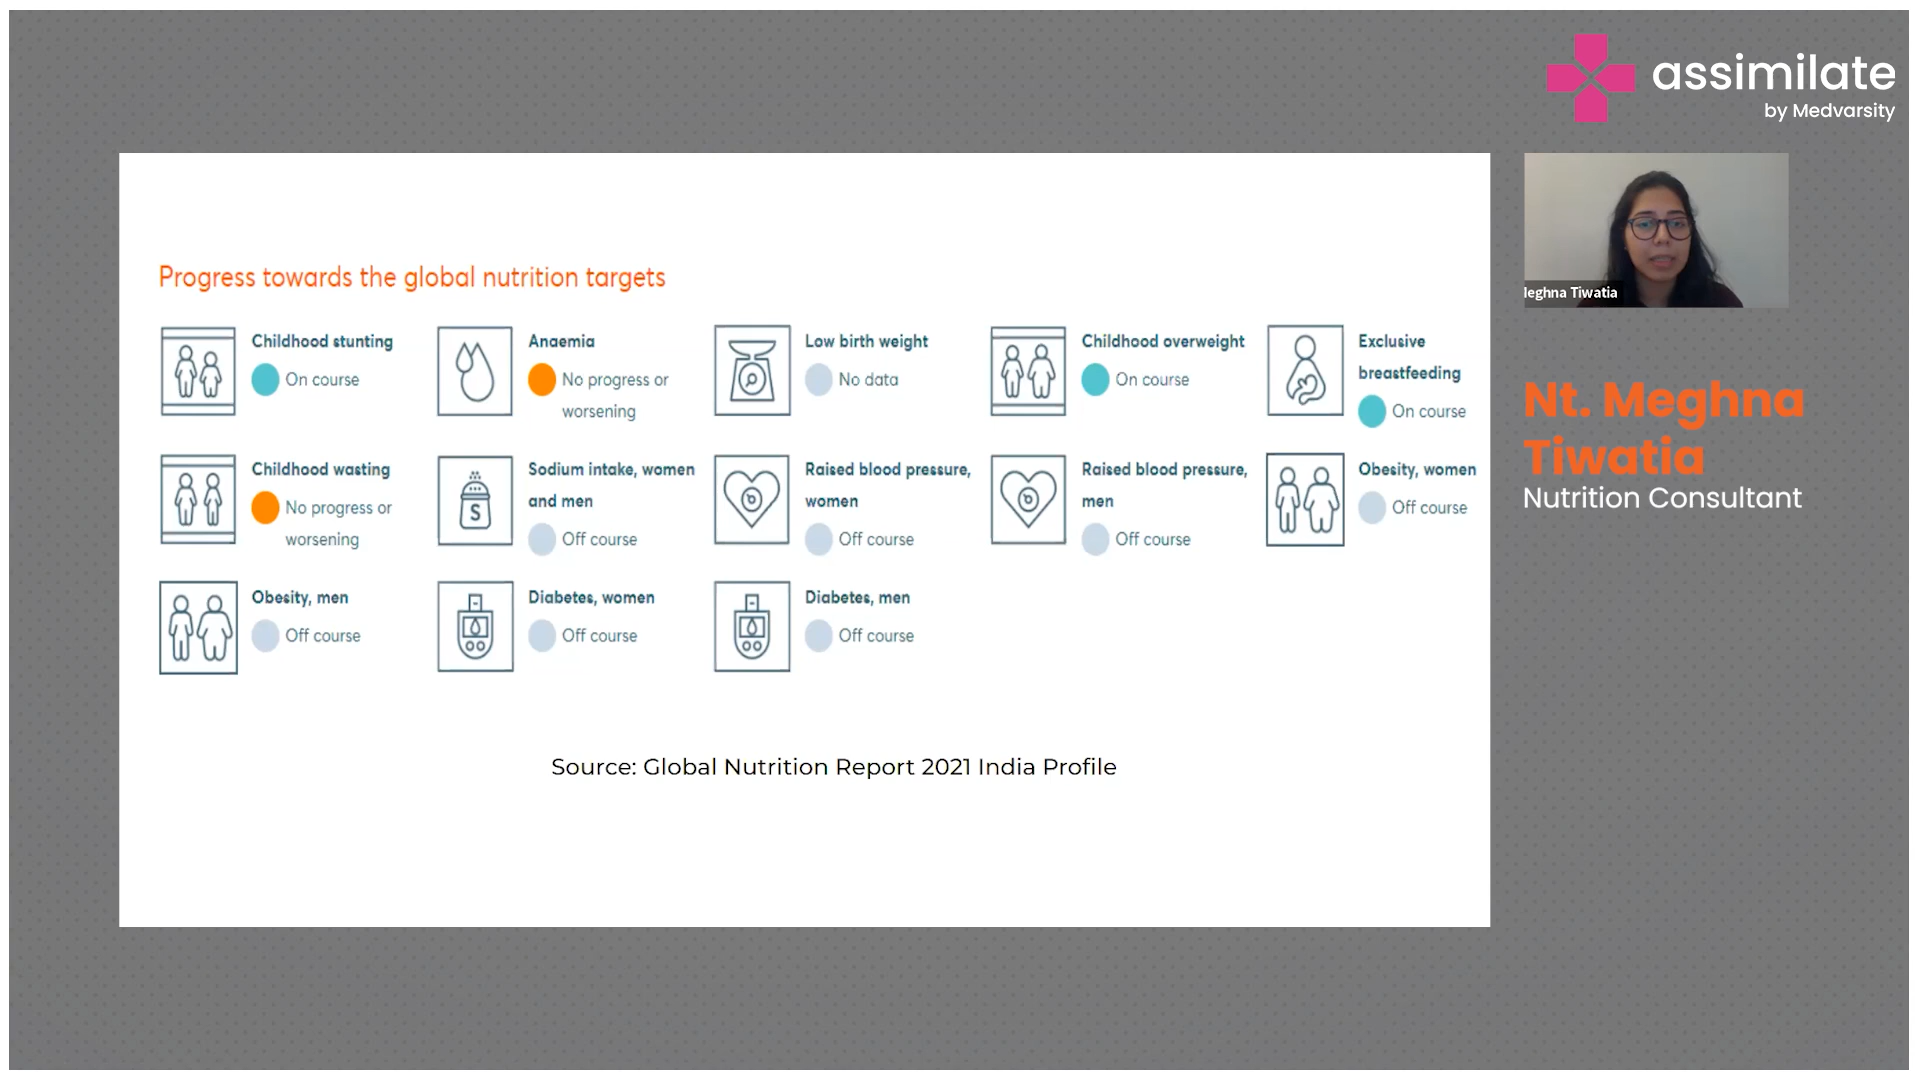 assimilate
by Medvarsity
leghna Tiwatia
Nt. Meghna
Tiwatia
Nutrition Consultant
Progress towards the global nutrition targets
Childhood stunting
On course
Anaemia
No progress or
worsening
Low birth weight
No data
Childhood overweight
On course
Exclusive
breastfeeding
On course
Childhood wasting
No progress or
worsening
Sodium intake, women
and men
Off course
Raised blood pressure,
women
Off course
Raised blood pressure,
men
Off course
Obesity, women
Off course
Obesity, men
Off course
Diabetes, women
Off course
Diabetes, men
Off course
S
Source: Global Nutrition Report 2021 India Profile